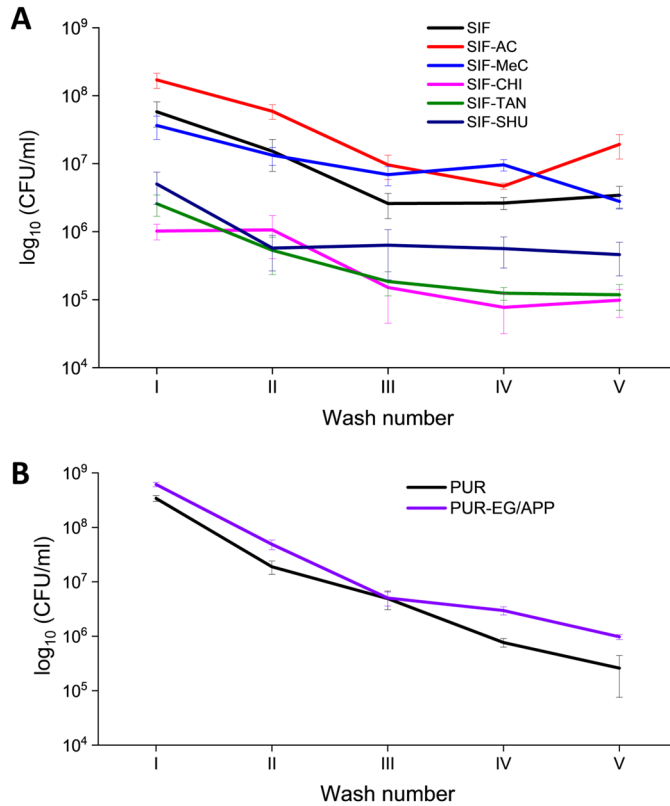 A
10⁹
10⁸
10⁷
10⁶
10⁵
10⁴
log₁₀ (CFU/ml)
SIF
SIF-AC
SIF-MeC
SIF-CHI
SIF-TAN
SIF-SHU
I II III IV V
Wash number
B
10⁹
10⁸
10⁷
10⁶
10⁵
10⁴
log₁₀ (CFU/ml)
PUR
PUR-EG/APP
I II III IV V
Wash number